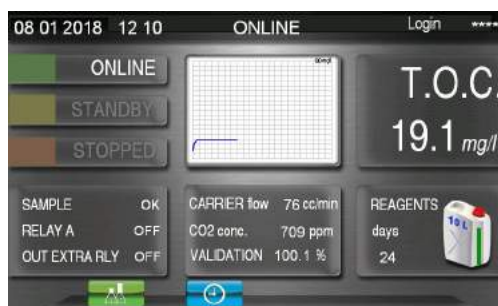 08 01 2018 12 10 ONLINE Login ****
ONLINE
STANDBY
STOPPED
T.O.C.
19.1 mg/l
SAMPLE OK
RELAY A OFF
OUT EXTRA RLY OFF
CARRIER flow 76 cc/min
CO2 conc. 709 ppm
VALIDATION 100.1 %
REAGENTS
days
24
10 L